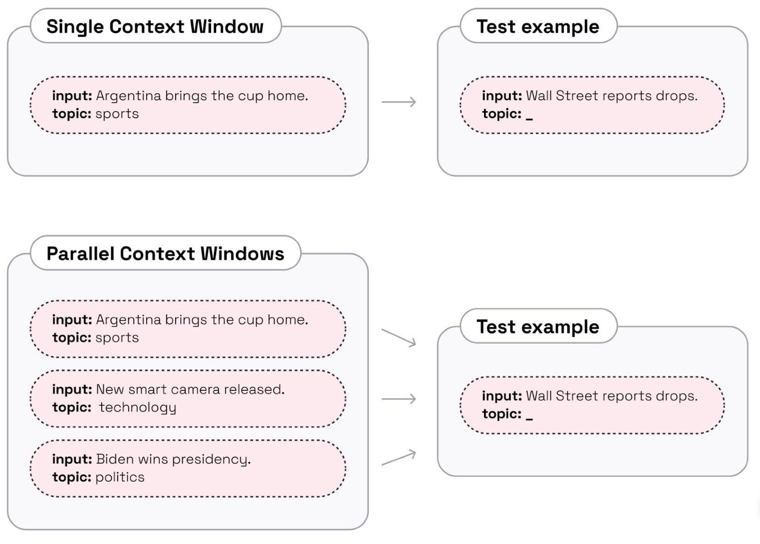 Single Context Window
input: Argentina brings the cup home.
topic: sports
Test example
input: Wall Street reports drops.
topic: _
Parallel Context Windows
input: Argentina brings the cup home.
topic: sports
input: New smart camera released.
topic: technology
input: Biden wins presidency.
topic: politics
Test example
input: Wall Street reports drops.
topic: _